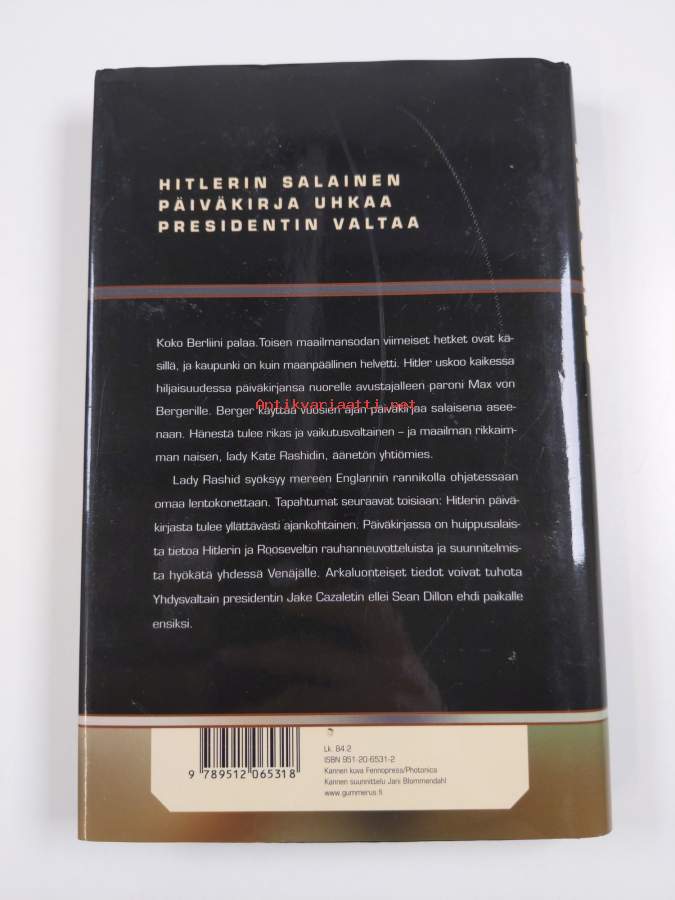 HITLERIN SALAINEN
PÄIVÄKIRJA UHKAA
PRESIDENTIN VALTAA
Koko Berliini palaa. Toisen maailmansodan viimeiset hetket ovat kä-
sillä, ja kaupunki on kuin maanpäällinen helvetti. Hitler uskoo kaikessa
hiljaisuudessa päiväkirjansa nuorelle avustajalleen paroni Max von
Antikvariaatti.net
Bergerille. Berger käyttää vuosien ajan päiväkirjaa salaisena asee-
naan. Hänestä tulee rikas ja vaikutusvaltainen – ja maailman rikkaim-
man naisen, lady Kate Rashidin, äänetön yhtiömies.
Lady Rashid syöksyy mereen Englannin rannikolla ohjatessaan
omaa lentokonettaan. Tapahtumat seuraavat toisiaan: Hitlerin päivä-
kirjasta tulee yllättävästi ajankohtainen. Päiväkirjassa on huippusalais-
ta tietoa Hitlerin ja Rooseveltin rauhanneuvotteluista ja suunnitelmis-
ta hyökätä yhdessä Venäjälle. Arkaluonteiset tiedot voivat tuhota
Yhdysvaltain presidentin Jake Cazaletin ellei Sean Dillon ehdi paikalle
ensiksi.
Lk. 84.2
ISBN 951-20-6531-2
Kannen kuva Fennopress/Photonica
Kannen suunnittelu Jani Blommendahl
www.gummerus.fi
9 789512 065318